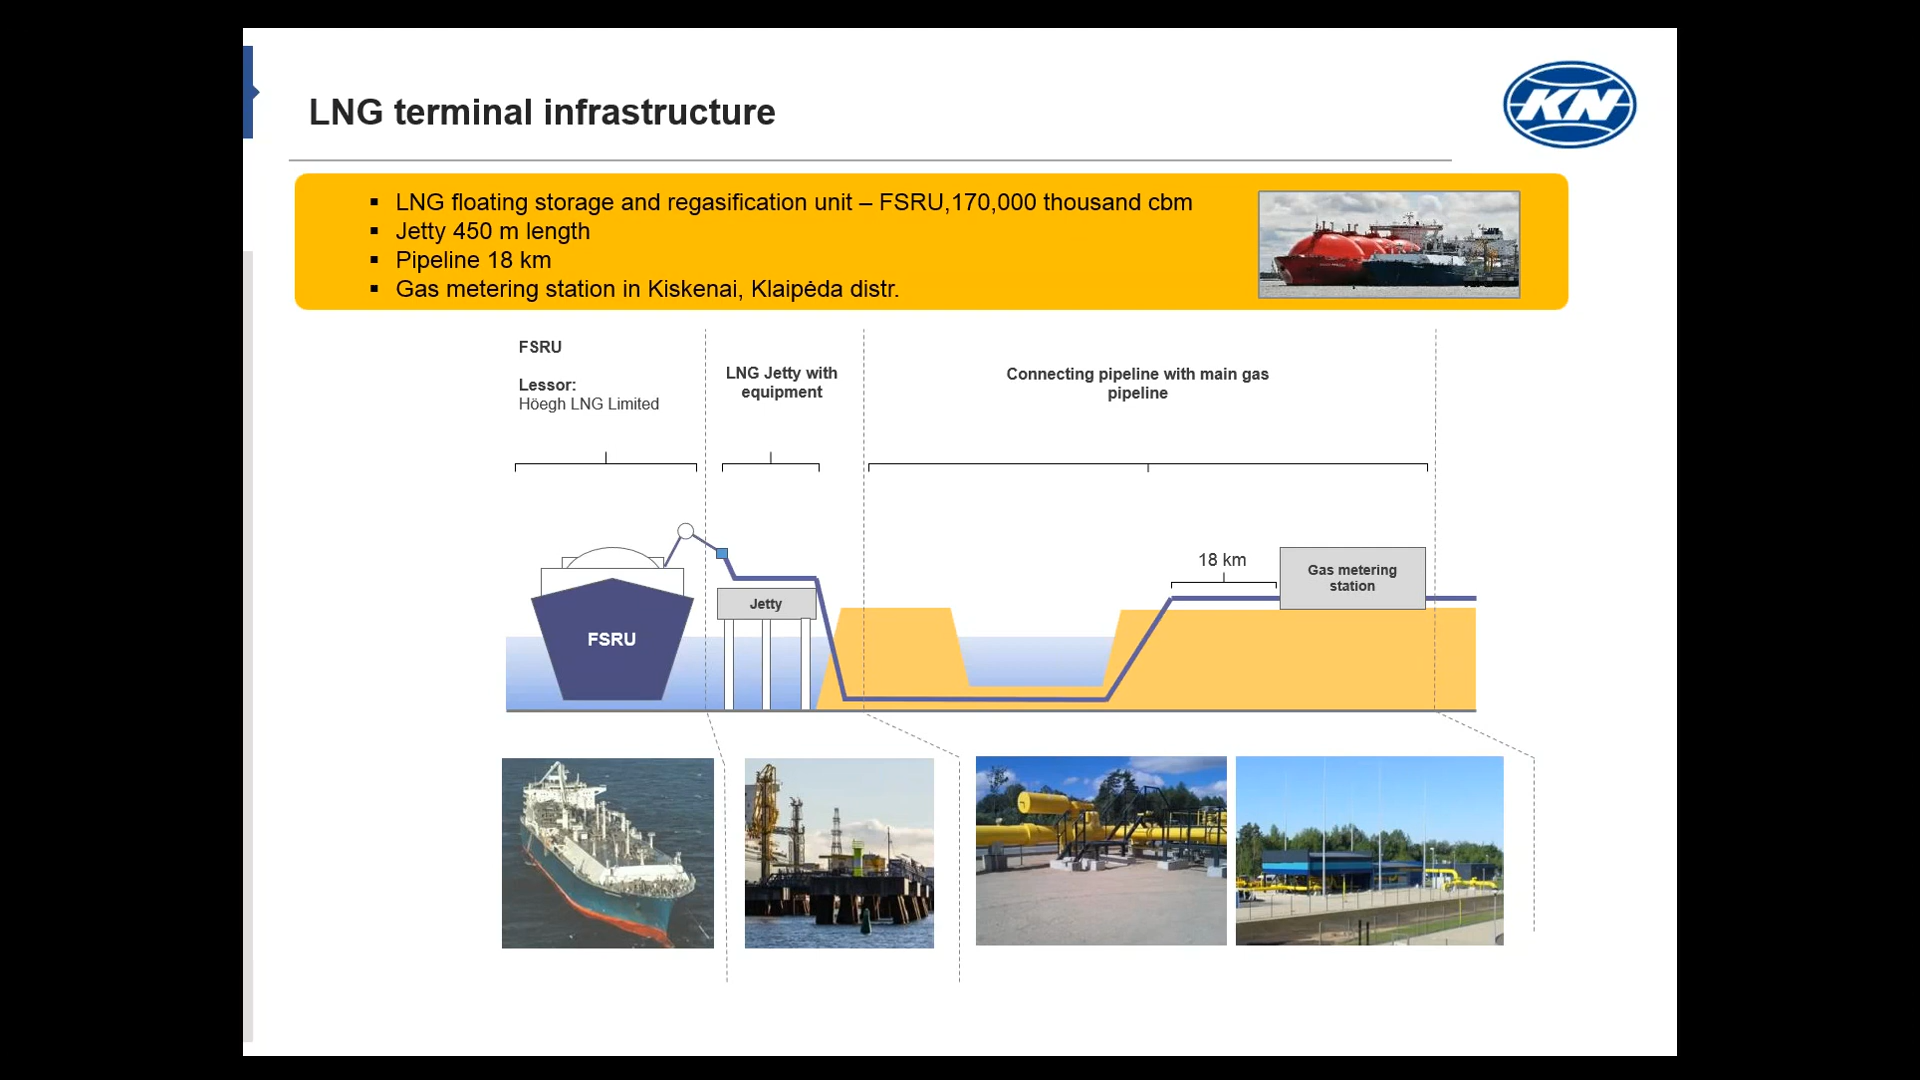 LNG terminal infrastructure
KN
LNG floating storage and regasification unit – FSRU,170,000 thousand cbm
Jetty 450 m length
Pipeline 18 km
Gas metering station in Kiskenai, Klaipėda distr.
FSRU
Lessor:
Höegh LNG Limited
LNG Jetty with
equipment
Connecting pipeline with main gas
pipeline
18 km
Gas metering
station
Jetty
FSRU